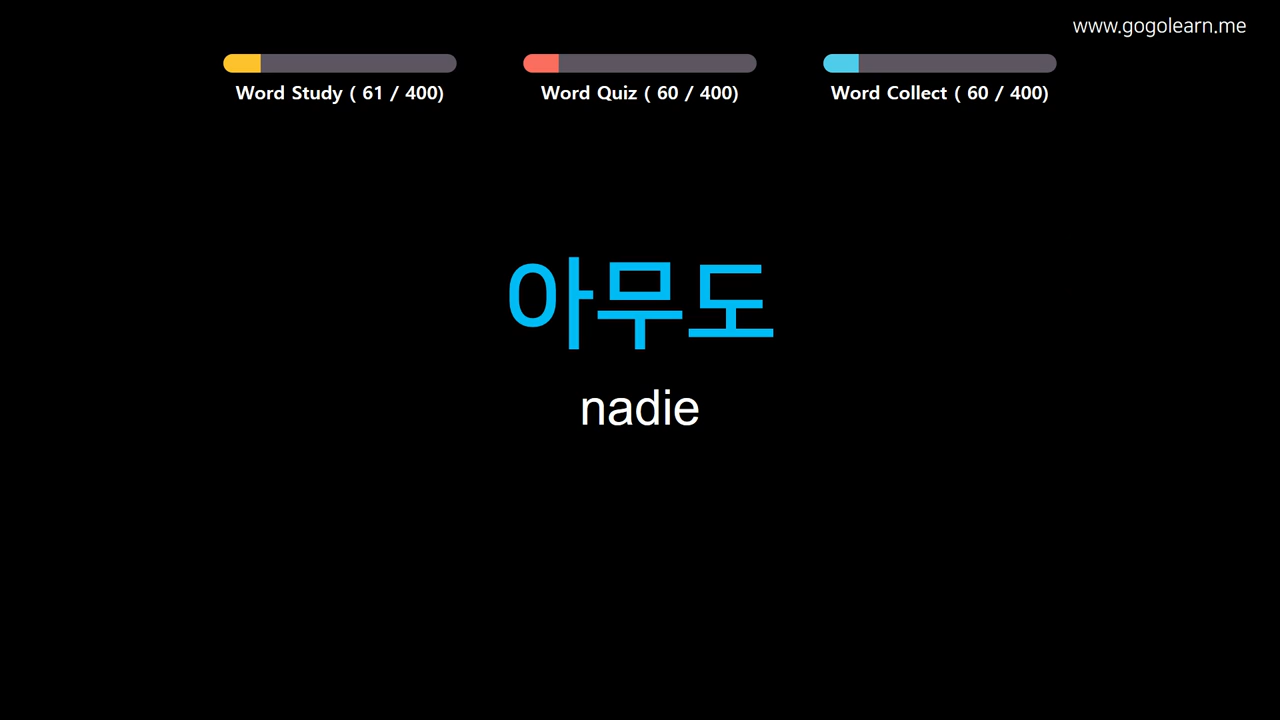 www.gogolearn.me
Word Study ( 61 / 400)
Word Quiz ( 60 / 400)
Word Collect ( 60 / 400)
아무도
nadie